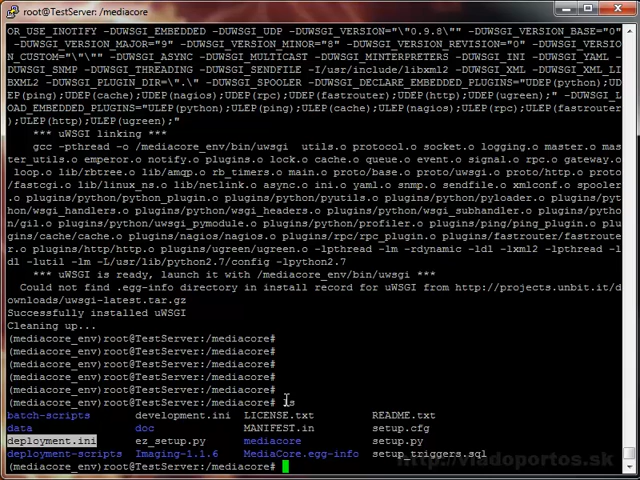 root@TestServer: /mediacore
OR_USE_INOTIFY -DUWSGI_EMBEDDED -DUWSGI_UDP -DUWSGI_VERSION="\"0.9.8\"" -DUWSGI_VERSION_BASE="0"
 -DUWSGI_VERSION_MAJOR="9" -DUWSGI_VERSION_MINOR="8" -DUWSGI_VERSION_REVISION="0" -DUWSGI_VERSIO
N_CUSTOM="\"\"" -DUWSGI_ASYNC -DUWSGI_MULTICAST -DUWSGI_MINTERPRETERS -DUWSGI_INI -DUWSGI_YAML -
DUWSGI_SNMP -DUWSGI_THREADING -DUWSGI_SENDFILE -I/usr/include/libxml2 -DUWSGI_XML -DUWSGI_XML_LI
BXML2 -DUWSGI_PLUGIN_DIR="\".\"" -DUWSGI_SPOOLER -DUWSGI_DECLARE_EMBEDDED_PLUGINS="UDEP(python);U
DEP(ping);UDEP(cache);UDEP(nagios);UDEP(rpc);UDEP(fastrouter);UDEP(http);UDEP(ugreen);" -DUWSGI_L
OAD_EMBEDDED_PLUGINS="ULEP(python);ULEP(ping);ULEP(cache);ULEP(nagios);ULEP(rpc);ULEP(fastrouter
);ULEP(http);ULEP(ugreen);"
*** uWSGI linking ***
gcc -pthread -o /mediacore_env/bin/uwsgi utils.o protocol.o socket.o logging.o master.o mas
ter_utils.o emperor.o notify.o plugins.o lock.o cache.o queue.o event.o signal.o rpc.o gateway.o
 loop.o lib/rbtree.o lib/amqp.o rb_timers.o main.o proto/base.o proto/uwsgi.o proto/http.o proto
/fastcgi.o lib/linux_ns.o lib/netlink.o async.o ini.o yaml.o snmp.o sendfile.o xmlconf.o spooler
.o plugins/python/python_plugin.o plugins/python/pyutils.o plugins/python/pyloader.o plugins/pyt
hon/wsgi_handlers.o plugins/python/wsgi_headers.o plugins/python/wsgi_subhandler.o plugins/pytho
n/gil.o plugins/python/uwsgi_pymodule.o plugins/python/profiler.o plugins/ping/ping_plugin.o plu
gins/cache/cache.o plugins/nagios/nagios.o plugins/rpc/rpc_plugin.o plugins/fastrouter/fastroute
r.o plugins/http/http.o plugins/ugreen/ugreen.o -lpthread -lm -rdynamic -ldl -lxml2 -lpthread -l
dl -lutil -lm -L/usr/lib/python2.7/config -lpython2.7
*** uWSGI is ready, launch it with /mediacore_env/bin/uwsgi ***
Could not find .egg-info directory in install record for uWSGI from http://projects.unbit.it/d
ownloads/uwsgi-latest.tar.gz
Successfully installed uWSGI
Cleaning up...
(mediacore_env)root@TestServer:/mediacore#
(mediacore_env)root@TestServer:/mediacore#
(mediacore_env)root@TestServer:/mediacore#
(mediacore_env)root@TestServer:/mediacore#
(mediacore_env)root@TestServer:/mediacore#
(mediacore_env)root@TestServer:/mediacore# ls
batch-scripts development.ini LICENSE.txt README.txt
data doc MANIFEST.in setup.cfg
deployment.ini ez_setup.py mediacore setup.py
deployment-scripts Imaging-1.1.6 MediaCore.egg-info setup_triggers.sql
(mediacore_env)root@TestServer:/mediacore#
http://vladoportos.sk